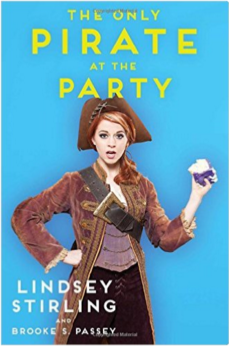 THE ONLY
PIRATE
AT THE
PARTY
LINDSEY
STIRLING
AND
BROOKE S. PASSEY